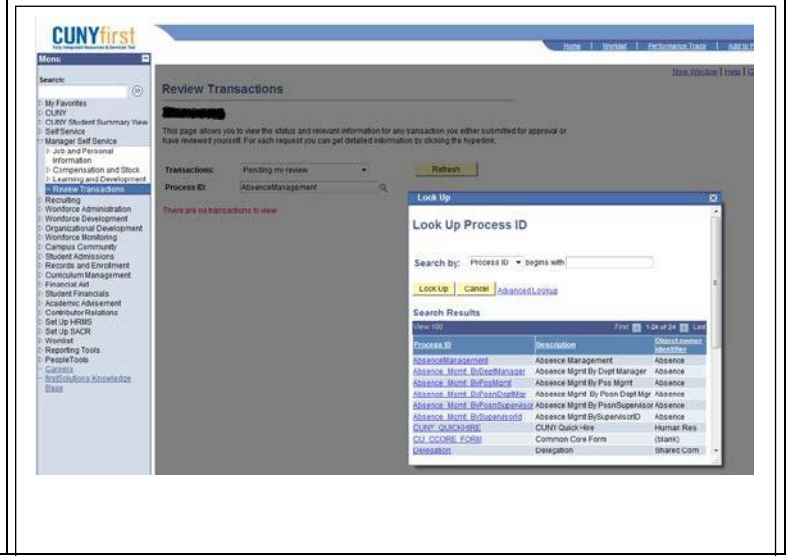 CUNYfirst
Fully Integrated Resources & Services Tool
Home | Worklist | Performance Trace | Add to F
New Window | Help | C
Menu
Search:
My Favorites
CUNY
CUNY Student Summary View
Self Service
Manager Self Service
Job and Personal
Information
Compensation and Stock
Learning and Development
Review Transactions
Recruiting
Workforce Administration
Workforce Development
Organizational Development
Workforce Monitoring
Campus Community
Student Admissions
Records and Enrollment
Curriculum Management
Financial Aid
Student Financials
Academic Advisement
Contributor Relations
Set Up HRMS
Set Up SACR
Worklist
Reporting Tools
PeopleTools
Careers
firstSolutions Knowledge
Base
Review Transactions
This page allows you to view the status and relevant information for any transaction you either submitted for approval or
have reviewed yourself. For each request you can get detailed information by clicking the hyperlink.
Transactions: Pending my review Refresh
Process ID: AbsenceManagement
There are no transactions to view
Look Up
Look Up Process ID
Search by: Process ID begins with
Look Up Cancel Advanced Lookup
Search Results
View 100 First 1-24 of 24 Last
Process ID Description Object owner identifier
AbsenceManagement Absence Management Absence
Absence_Mgmt_ByDeptManager Absence Mgmt By Dept Manager Absence
Absence_Mgmt_ByPosMgmt Absence Mgmt By Pos Mgmt Absence
Absence_Mgmt_ByPosnDeptMgr Absence Mgmt By Posn Dept Mgr Absence
Absence_Mgmt_ByPosnSupervisor Absence Mgmt By PosnSupervisor Absence
Absence_Mgmt_BySupervisorId Absence Mgmt BySupervisorID Absence
CUNY_QUICKHIRE CUNY Quick Hire Human Res
CU_CCORE_FORM Common Core Form (blank)
Delegation Delegation Shared Com